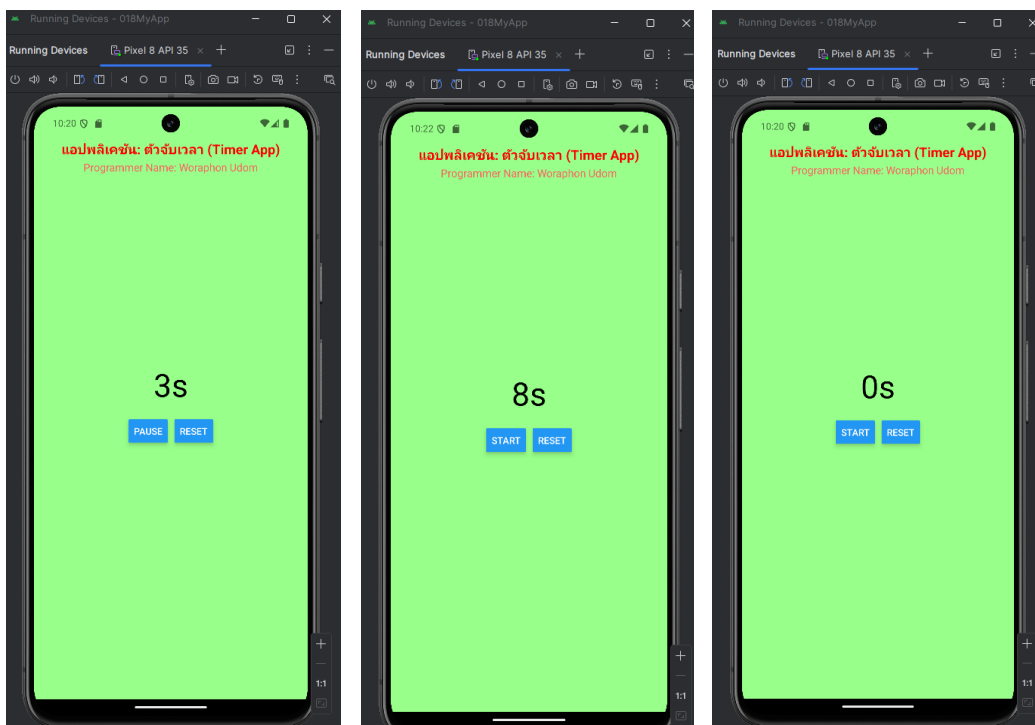 Running Devices - 018MyApp
Running Devices
Pixel 8 API 35
10:20
แอปพลิเคชัน: ตัวจับเวลา (Timer App)
Programmer Name: Woraphon Udom
3s
PAUSE
RESET
1:1
Running Devices - 018MyApp
Running Devices
Pixel 8 API 35
10:22
แอปพลิเคชัน: ตัวจับเวลา (Timer App)
Programmer Name: Woraphon Udom
8s
START
RESET
1:1
Running Devices - 018MyApp
Running Devices
Pixel 8 API 35
10:20
แอปพลิเคชัน: ตัวจับเวลา (Timer App)
Programmer Name: Woraphon Udom
0s
START
RESET
1:1